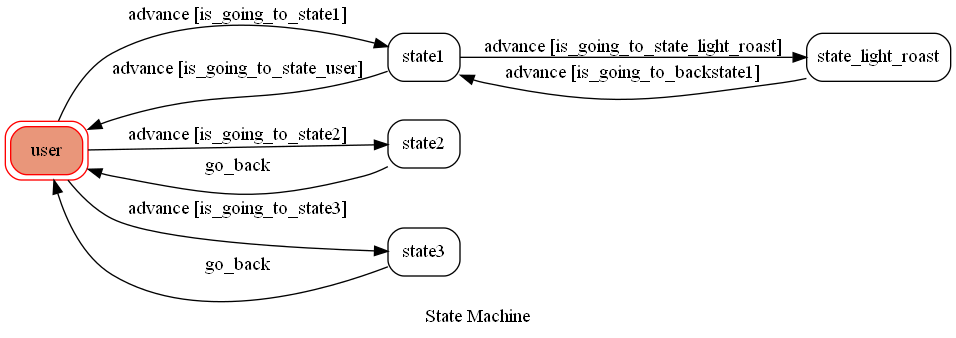 advance [is_going_to_state1]
state1
advance [is_going_to_state_light_roast]
state_light_roast
advance [is_going_to_state_user]
advance [is_going_to_backstate1]
user
advance [is_going_to_state2]
state2
go_back
advance [is_going_to_state3]
state3
go_back
State Machine